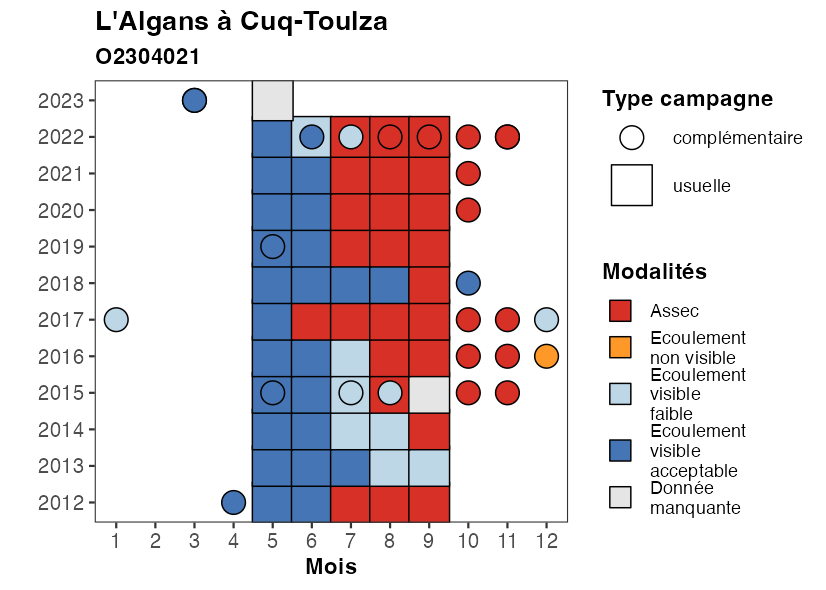 L'Algans à Cuq-Toulza
O2304021
2023
2022
2021
2020
2019
2018
2017
2016
2015
2014
2013
2012
1 2 3 4 5 6 7 8 9 10 11 12
Mois
Type campagne
complémentaire
usuelle
Modalités
Assec
Ecoulement
non visible
Ecoulement
visible
faible
Ecoulement
visible
acceptable
Donnée
manquante